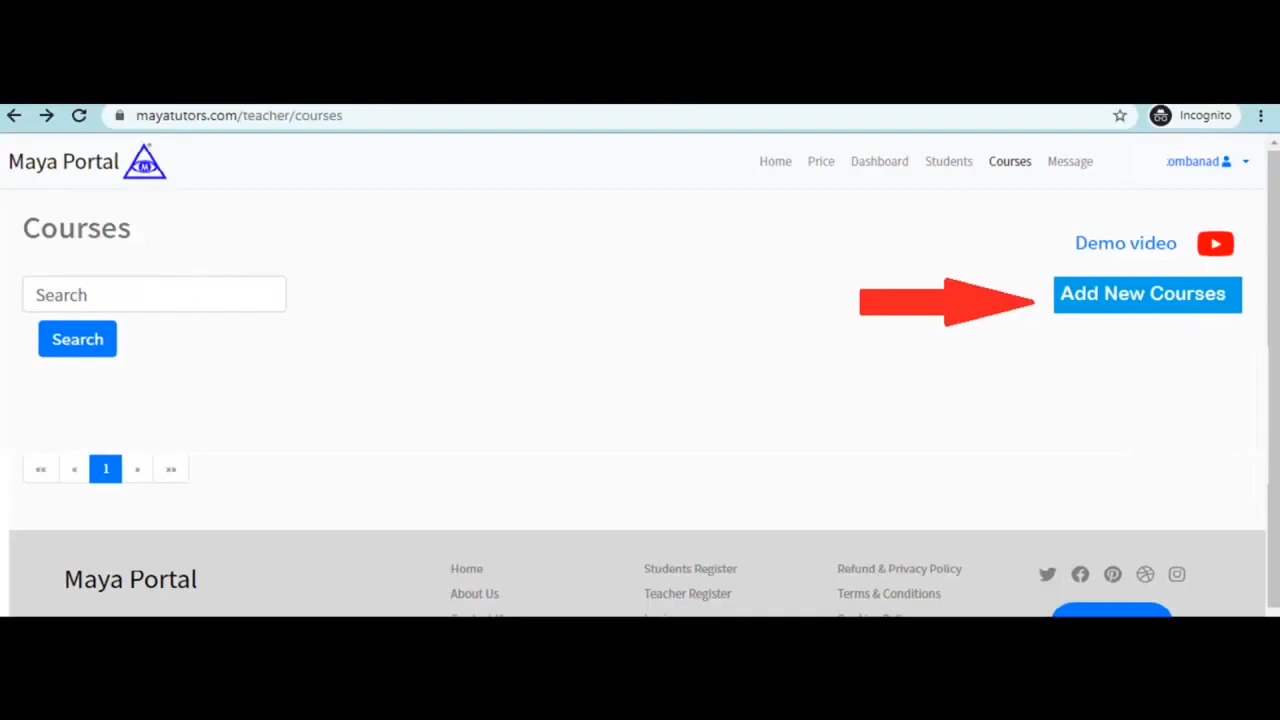 mayatutors.com/teacher/courses
Incognito
Maya Portal
M
Home Price Dashboard Students Courses Message
ombanad
Courses
Demo video
Search
Add New Courses
Search
«« « 1 » »»
Maya Portal
Home
Students Register
Refund & Privacy Policy
About Us
Teacher Register
Terms & Conditions